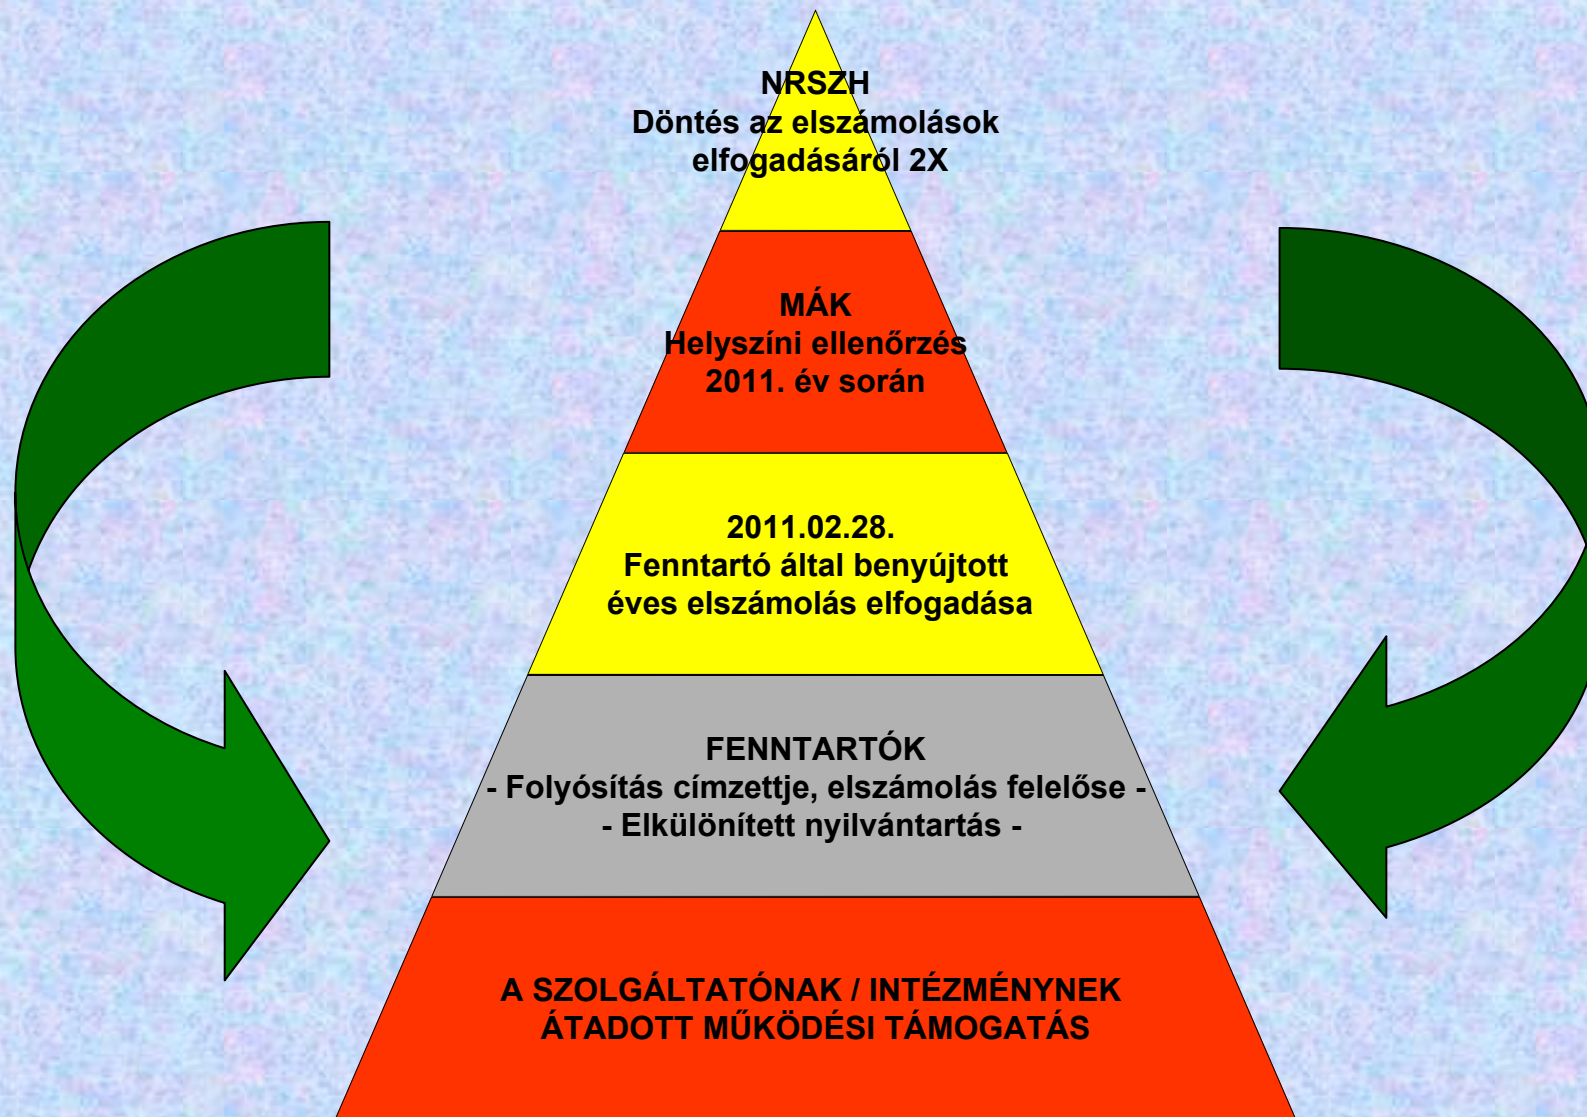 NRSZH
Döntés az elszámolások
elfogadásáról 2X
MÁK
Helyszíni ellenőrzés
2011. év során
2011.02.28.
Fenntartó által benyújtott
éves elszámolás elfogadása
FENNTARTÓK
- Folyósítás címzettje, elszámolás felelőse -
- Elkülönített nyilvántartás -
A SZOLGÁLTATÓNAK / INTÉZMÉNYNEK
ÁTADOTT MŰKÖDÉSI TÁMOGATÁS